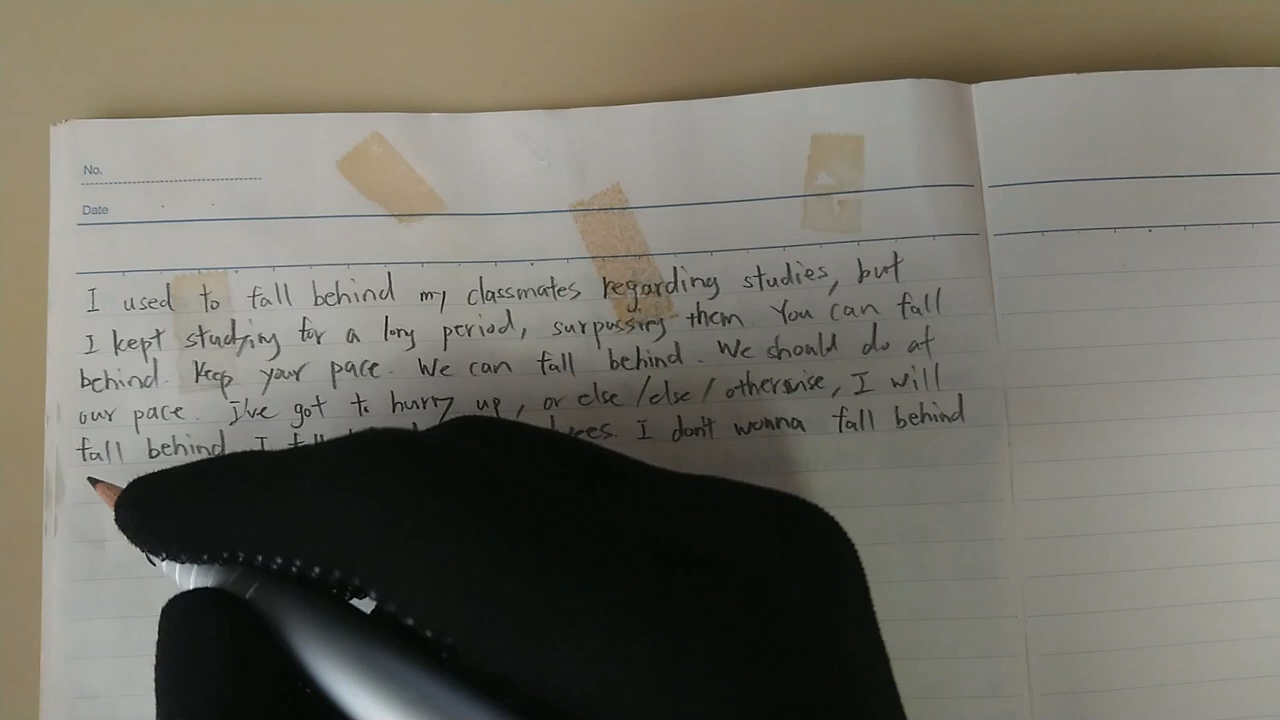 No.
Date
I used to fall behind my classmates regarding studies, but
I kept studying for a long period, surpassing them. You can fall
behind. Keep your pace. We can fall behind. We should do at
our pace. I've got to hurry up, or else/else/otherwise, I will
fall behind. I I don't wanna fall behind